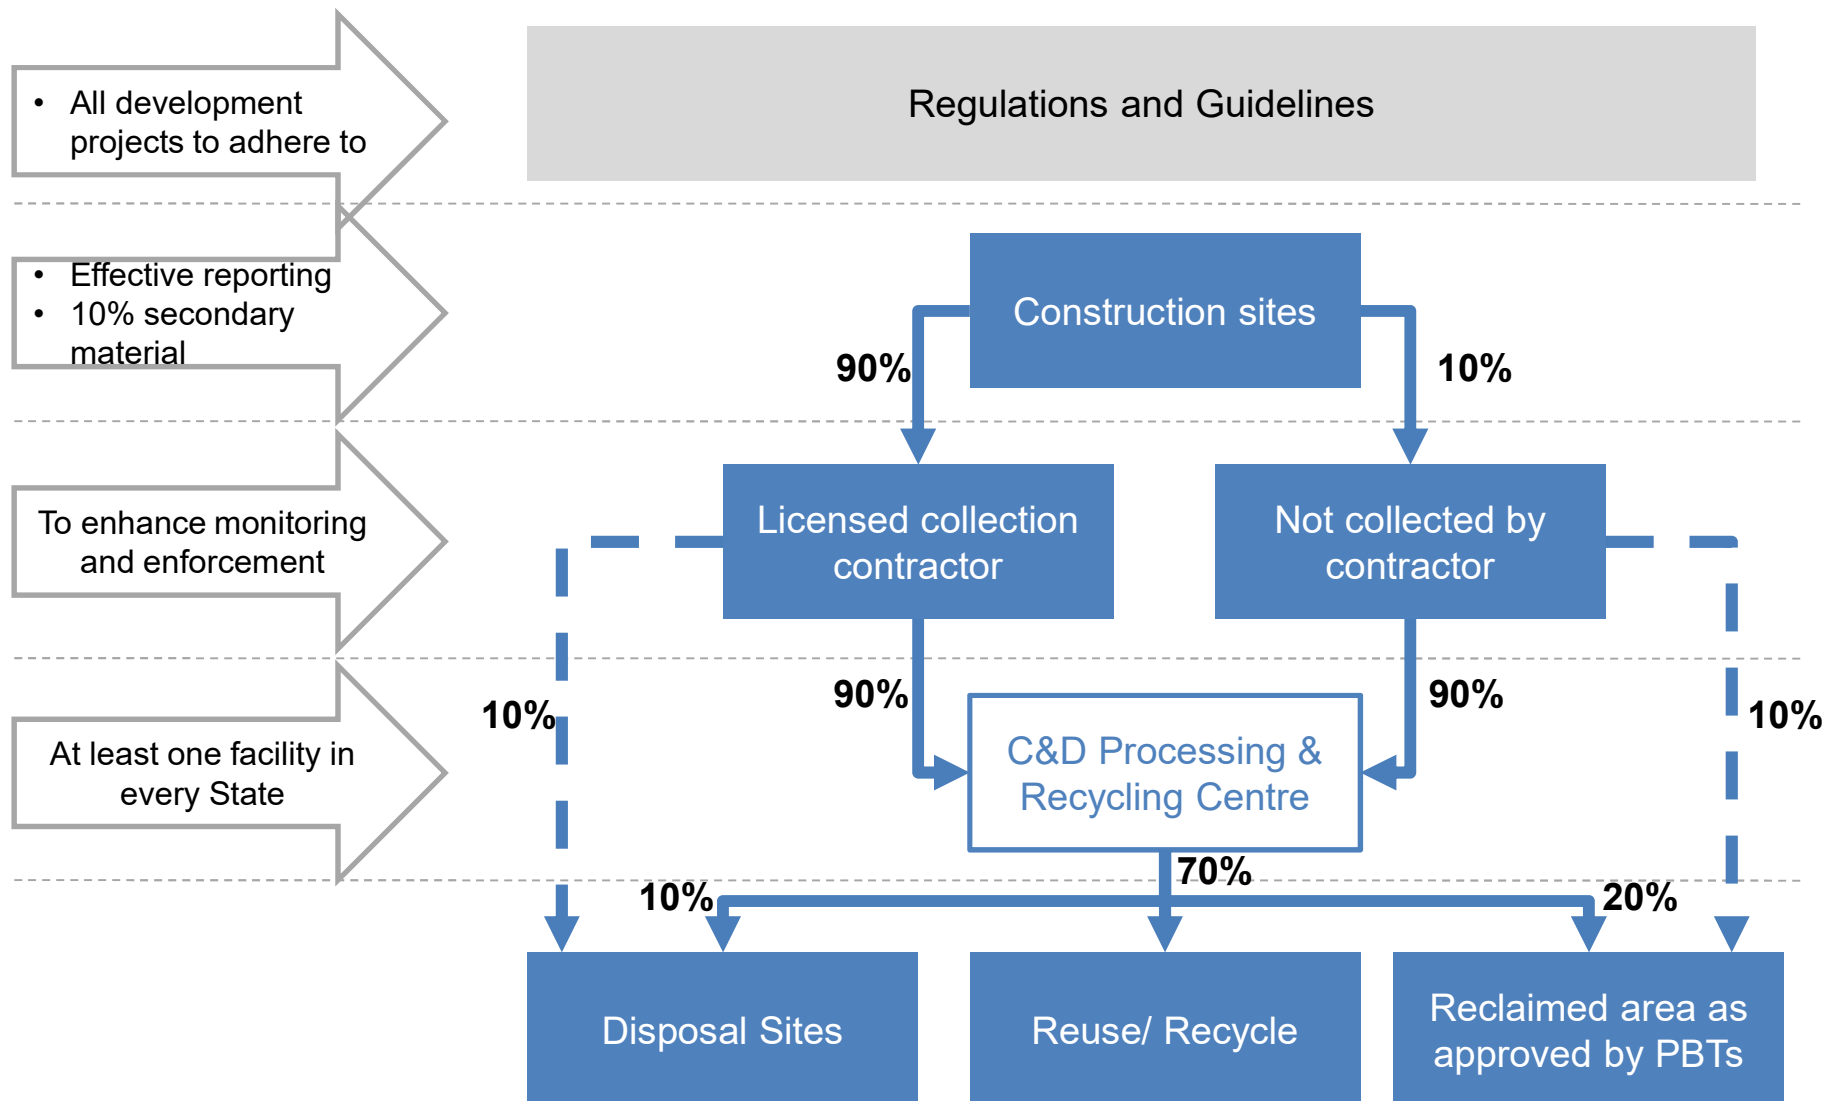 • All development
projects to adhere to
Regulations and Guidelines
• Effective reporting
• 10% secondary
material
Construction sites
90%
10%
To enhance monitoring
and enforcement
Licensed collection
contractor
Not collected by
contractor
10%
90%
90%
10%
At least one facility in
every State
C&D Processing &
Recycling Centre
70%
10%
20%
Disposal Sites
Reuse/ Recycle
Reclaimed area as
approved by PBTs